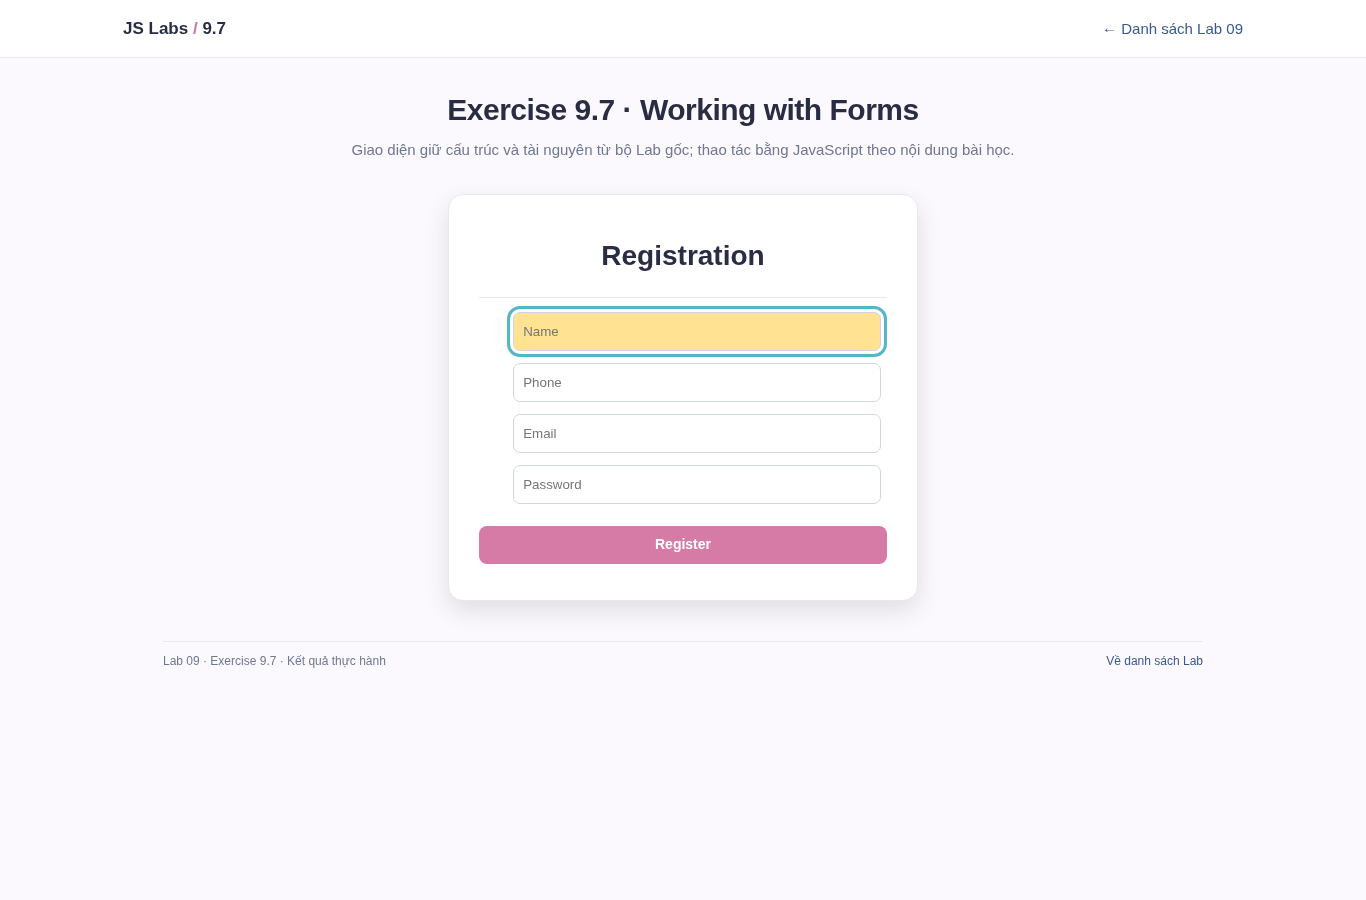 JS Labs / 9.7
← Danh sách Lab 09
Exercise 9.7 · Working with Forms
Giao diện giữ cấu trúc và tài nguyên từ bộ Lab gốc; thao tác bằng JavaScript theo nội dung bài học.
Registration
Name
Phone
Email
Password
Register
Lab 09 · Exercise 9.7 · Kết quả thực hành
Về danh sách Lab